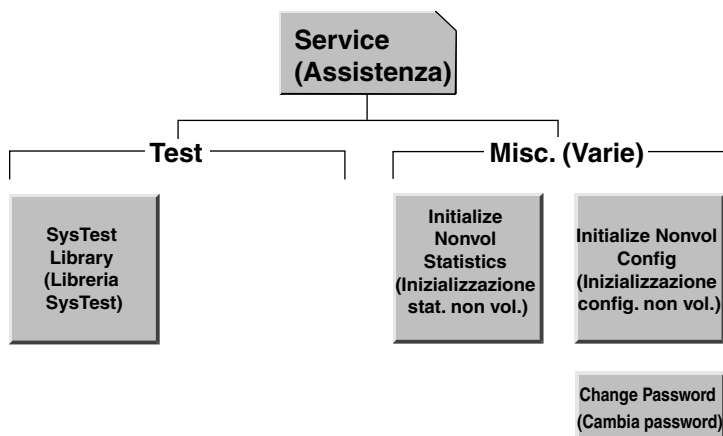 Service
(Assistenza)
Test
Misc. (Varie)
SysTest
Library
(Libreria
SysTest)
Initialize
Nonvol
Statistics
(Inizializzazione
stat. non vol.)
Initialize Nonvol
Config
(Inizializzazione
config. non vol.)
Change Password
(Cambia password)